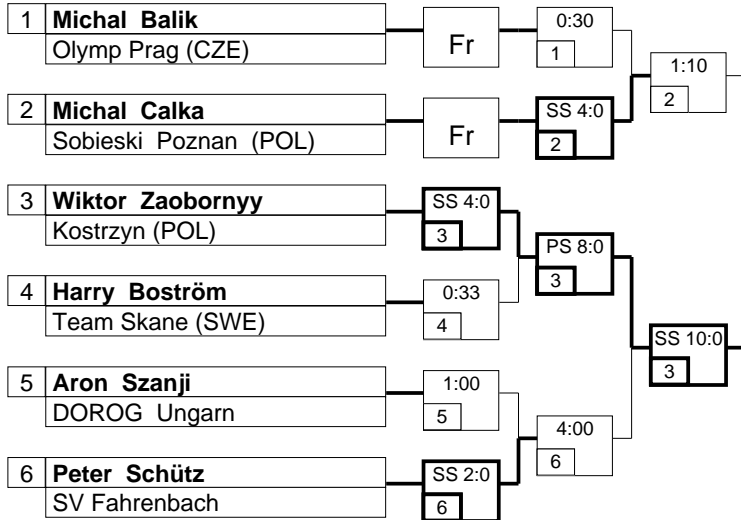 1 Michal Balik
Olymp Prag (CZE)
Fr
0:30
1
1:10
2
2 Michal Calka
Sobieski Poznan (POL)
Fr
SS 4:0
2
3 Wiktor Zaobornyy
Kostrzyn (POL)
SS 4:0
3
PS 8:0
3
4 Harry Boström
Team Skane (SWE)
0:33
4
SS 10:0
3
5 Aron Szanji
DOROG Ungarn
1:00
5
4:00
6
6 Peter Schütz
SV Fahrenbach
SS 2:0
6